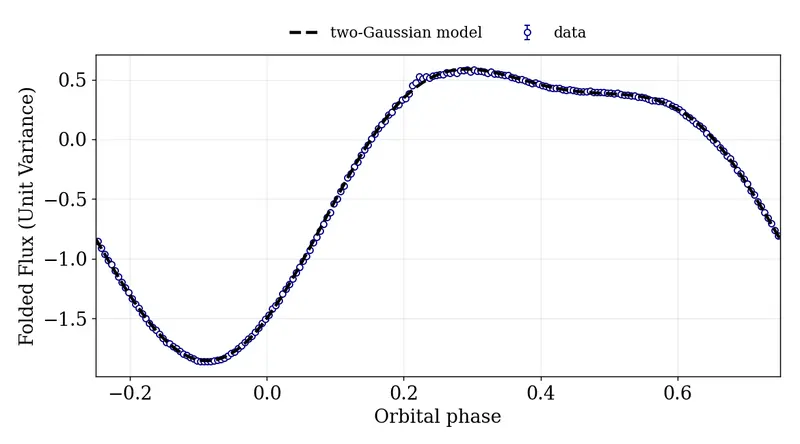 two-Gaussian model
data
Folded Flux (Unit Variance)
0.5
0.0
−0.5
−1.0
−1.5
−0.2
0.0
0.2
0.4
0.6
Orbital phase